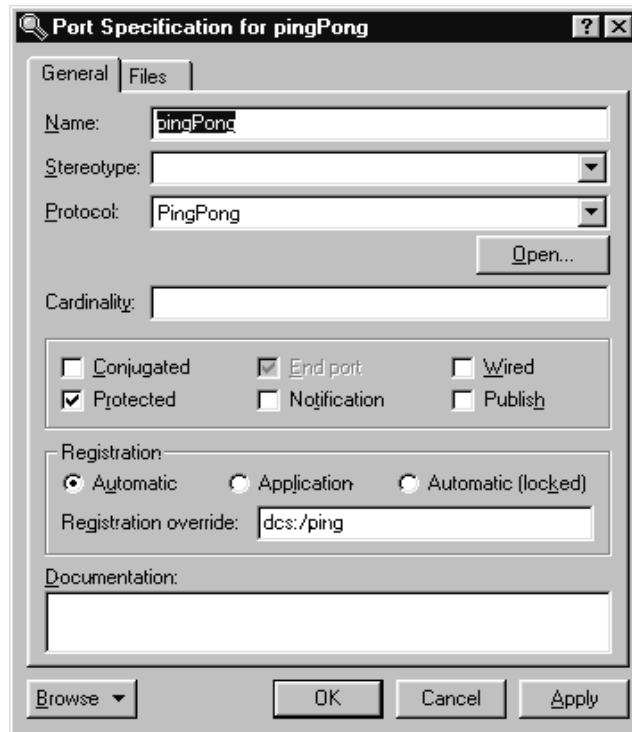 Port Specification for pingPong
General Files
Name: pingPong
Stereotype:
Protocol: PingPong
Open...
Cardinality:
Conjugated End port Wired
Protected Notification Publish
Registration
Automatic Application Automatic (locked)
Registration override: dcs:/ping
Documentation:
Browse OK Cancel Apply